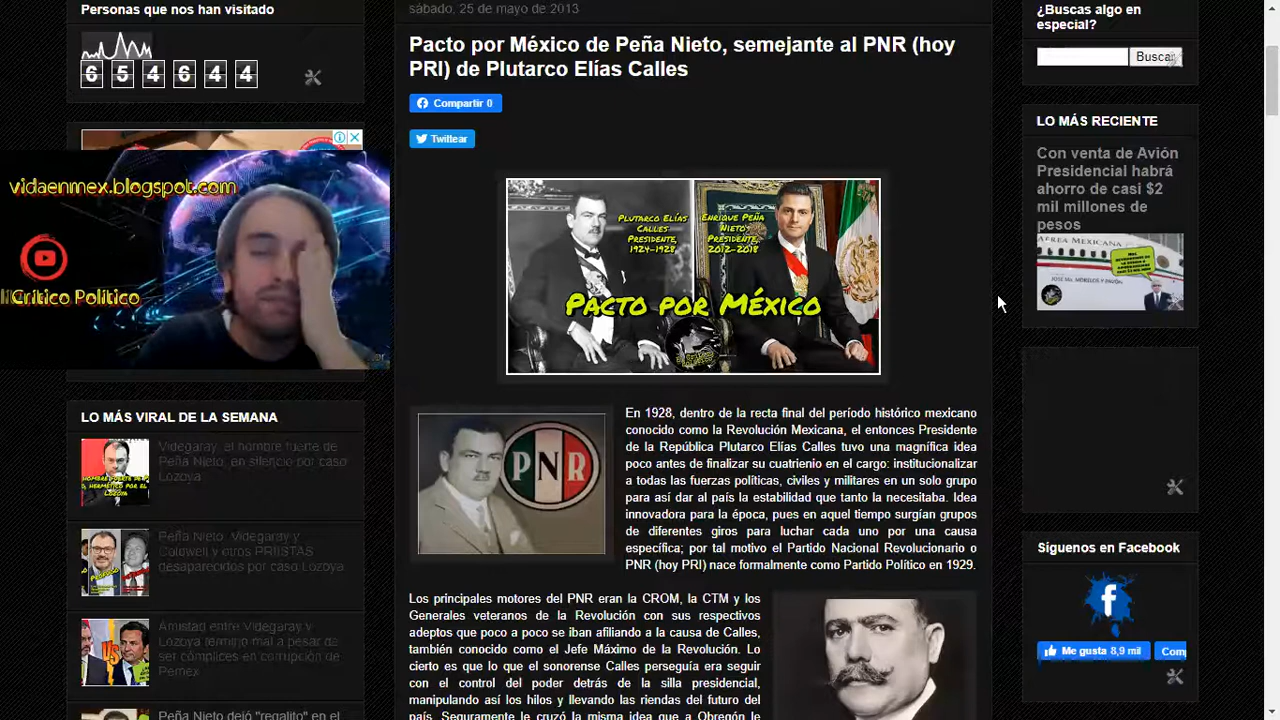 Personas que nos han visitado
6 5 4 6 4 4
vidaenmex.blogspot.com
Crítico Político
LO MÁS VIRAL DE LA SEMANA
Videgaray, el hombre fuerte de
Peña Nieto, en silencio por caso
Lozoya
Peña Nieto, Videgaray y
Caldwell y otros PRIISTAS
desaparecidos por caso Lozoya
Amistad entre Videgaray y
Lozoya terminó mal a pesar de
ser cómplices en corrupción de
Pemex
VS
Peña Nieto dejó "regalito" en el
sábado, 25 de mayo de 2013
Pacto por México de Peña Nieto, semejante al PNR (hoy
PRI) de Plutarco Elías Calles
Compartir 0
Twittear
Plutarco Elías
Calles
Presidente,
1924-1928
Enrique Peña
Nieto
Presidente,
2012-2018
Pacto por México
PNR
En 1928, dentro de la recta final del período histórico mexicano
conocido como la Revolución Mexicana, el entonces Presidente
de la República Plutarco Elías Calles tuvo una magnífica idea
poco antes de finalizar su cuatrienio en el cargo: institucionalizar
a todas las fuerzas políticas civiles y militares en un solo grupo
para así dar al país la estabilidad que tanto la necesitaba. Idea
innovadora para la época, pues en aquel tiempo surgían grupos
de diferentes giros para luchar cada uno por una causa
específica; por tal motivo el Partido Nacional Revolucionario o
PNR (hoy PRI) nace formalmente como Partido Político en 1929.
Los principales motores del PNR eran la CROM, la CTM y los
Generales veteranos de la Revolución con sus respectivos
adeptos que poco a poco se iban afiliando a la causa de Calles,
también conocido como el Jefe Máximo de la Revolución. Lo
cierto es que lo que el sonorense Calles perseguía era seguir
con el control del poder detrás de la silla presidencial,
manipulando así los hilos y llevando las riendas del futuro del
país. Seguramente le cruzó la misma idea que a Obregón le
¿Buscas algo en
especial?
Buscar
LO MÁS RECIENTE
Con venta de Avión
Presidencial habrá
ahorro de casi $2
mil millones de
pesos
Síguenos en Facebook
Me gusta 8,9 mil